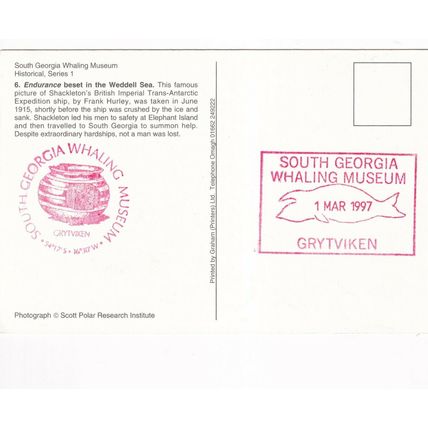 South Georgia Whaling Museum
Historical, Series 1
6. Endurance beset in the Weddell Sea. This famous
picture of Shackleton's British Imperial Trans-Antarctic
Expedition ship, by Frank Hurley, was taken in June
1915, shortly before the ship was crushed by the ice and
sank. Shackleton led his men to safety at Elephant Island
and then travelled to South Georgia to summon help.
Despite extraordinary hardships, not a man was lost.
SOUTH GEORGIA WHALING MUSEUM
GRYTVIKEN
Photograph © Scott Polar Research Institute
Printed by Graham (Printers) Ltd Telephone Omagh 01662 249222
SOUTH GEORGIA
WHALING MUSEUM
1 MAR 1997
GRYTVIKEN